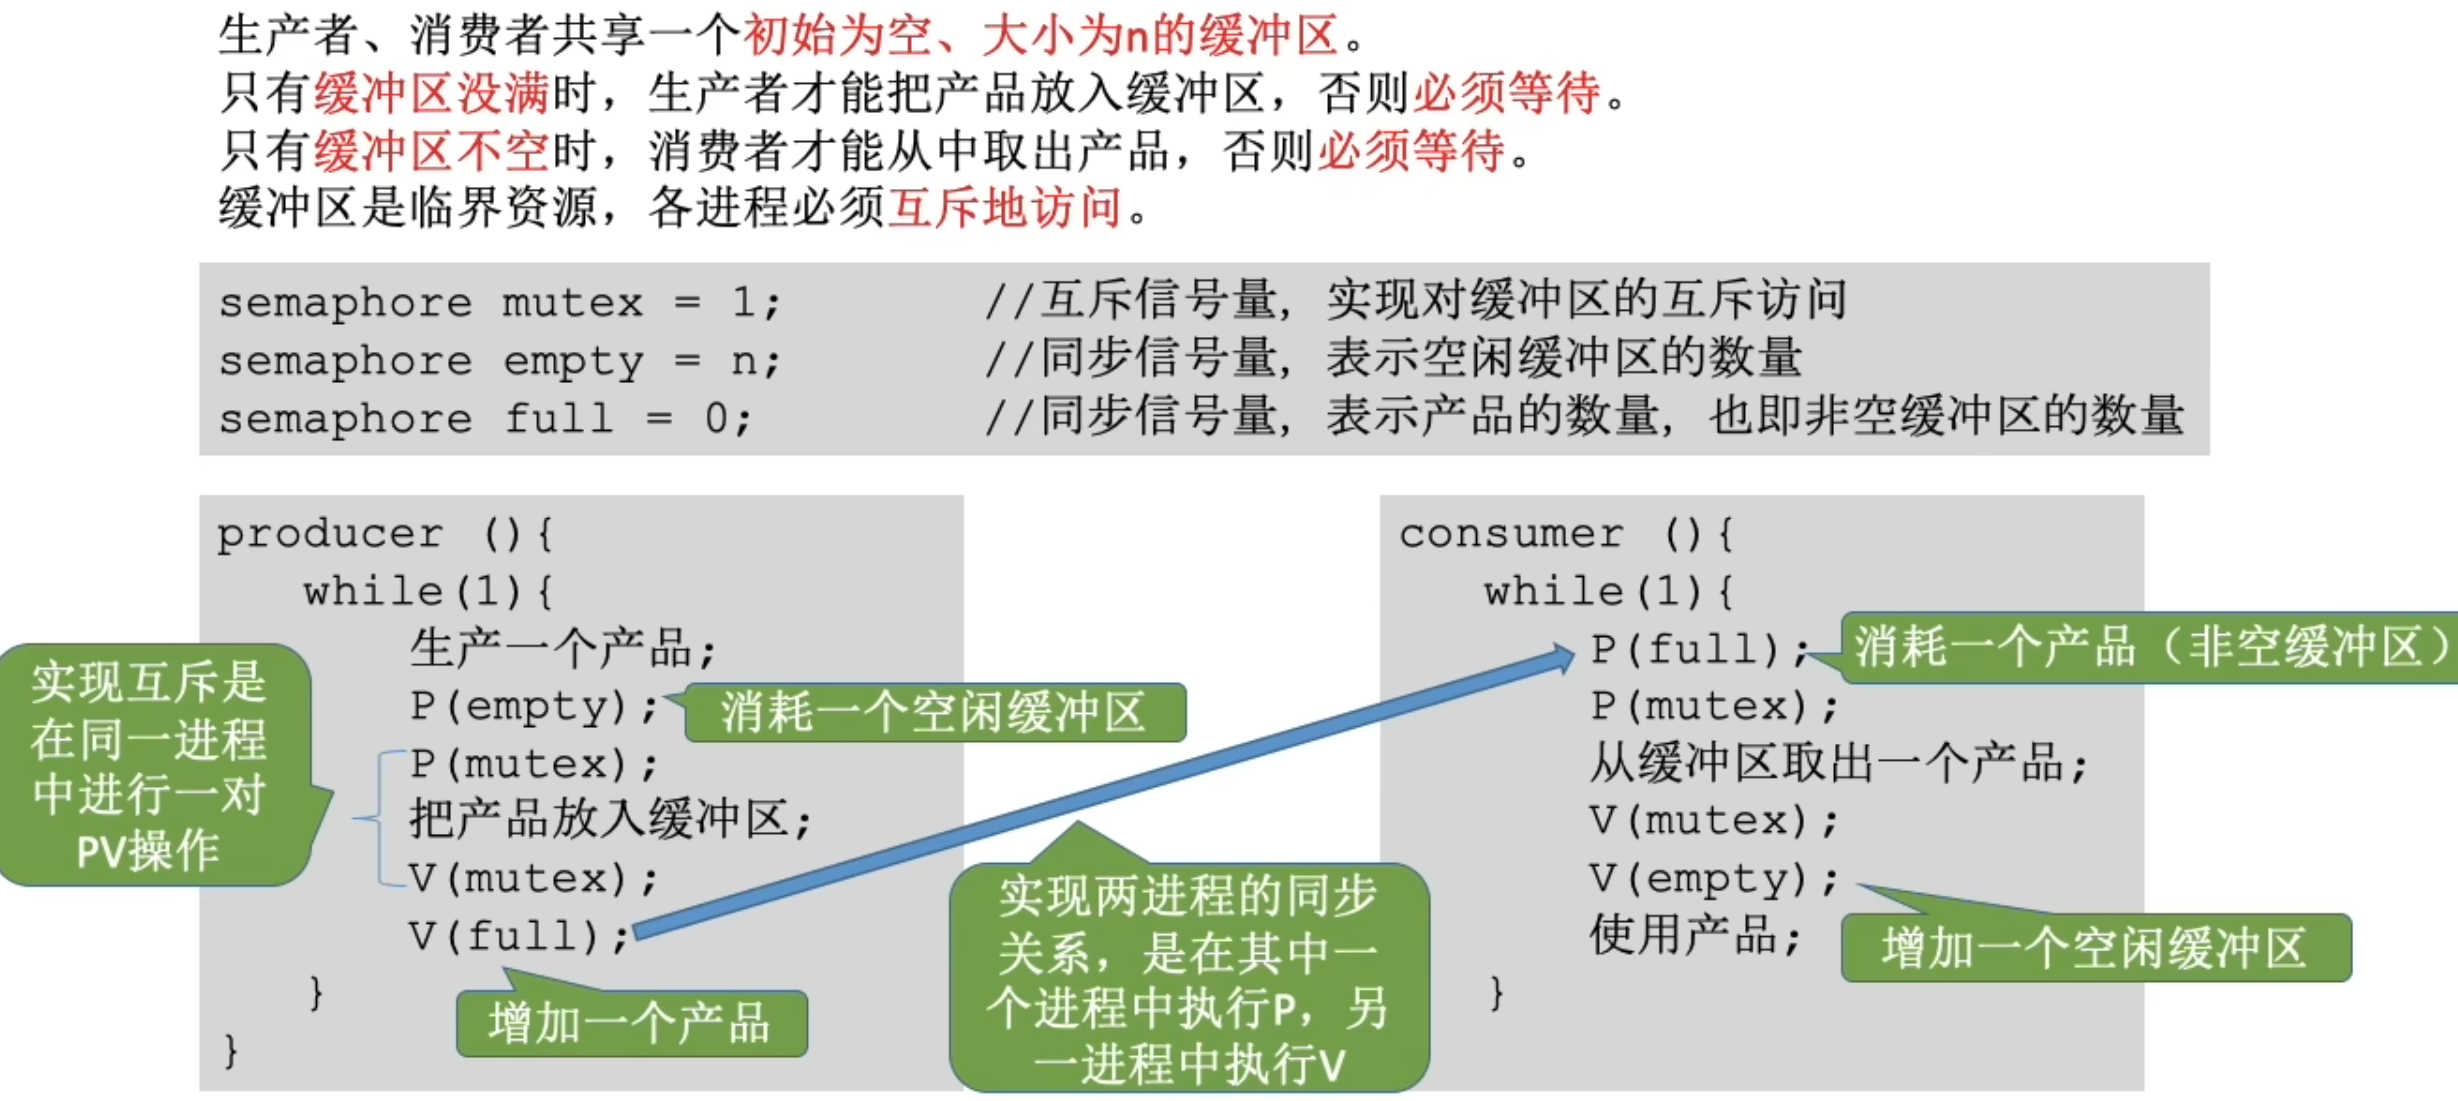 生产者、消费者共享一个初始为空、大小为n的缓冲区。
只有缓冲区没满时，生产者才能把产品放入缓冲区，否则必须等待。
只有缓冲区不空时，消费者才能从中取出产品，否则必须等待。
缓冲区是临界资源，各进程必须互斥地访问。
semaphore mutex = 1; //互斥信号量, 实现对缓冲区的互斥访问
semaphore empty = n; //同步信号量, 表示空闲缓冲区的数量
semaphore full = 0; //同步信号量, 表示产品的数量, 也即非空缓冲区的数量
producer (){
while(1){
生产一个产品;
P(empty);
消耗一个空闲缓冲区
P(mutex);
把产品放入缓冲区;
V(mutex);
V(full);
增加一个产品
}
}
实现互斥是
在同一进程
中进行一对
PV操作
实现两进程的同步
关系，是在其中一
个进程中执行P，另
一进程中执行V
consumer (){
while(1){
P(full);
消耗一个产品（非空缓冲区）
P(mutex);
从缓冲区取出一个产品;
V(mutex);
V(empty);
增加一个空闲缓冲区
使用产品;
}